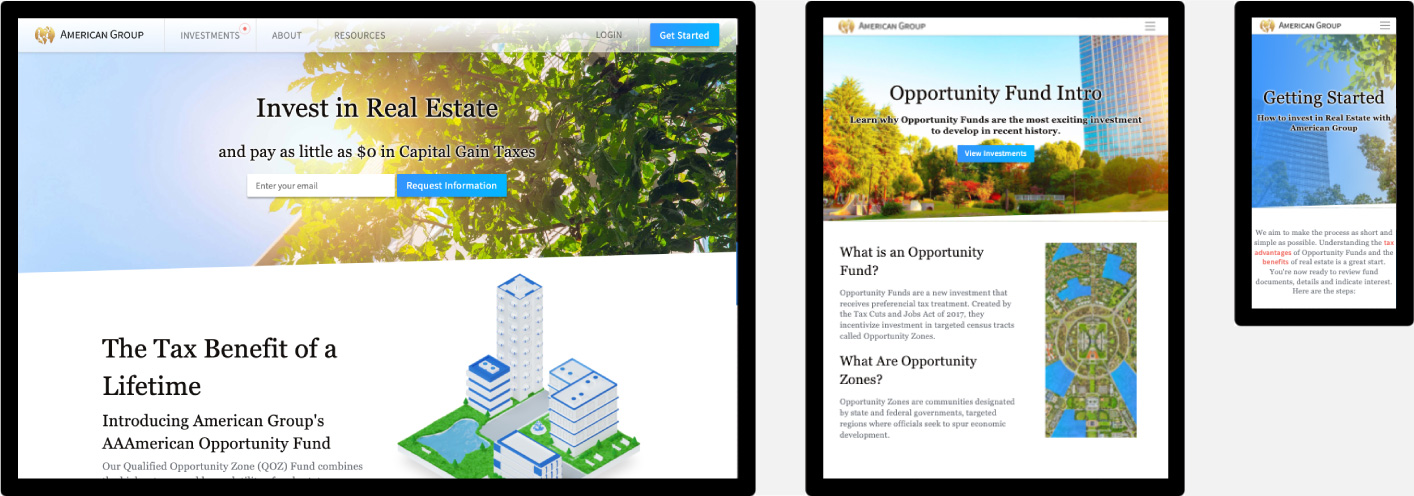 AMERICAN GROUP
INVESTMENTS
ABOUT
RESOURCES
LOGIN
Get Started
Invest in Real Estate
and pay as little as $0 in Capital Gain Taxes
Enter your email
Request Information
The Tax Benefit of a
Lifetime
Introducing American Group's
AAAmerican Opportunity Fund
Our Qualified Opportunity Zone (QOZ) Fund combines
AMERICAN GROUP
Opportunity Fund Intro
Learn why Opportunity Funds are the most exciting investment
to develop in recent history.
View Investments
What is an Opportunity
Fund?
Opportunity Funds are a new investment that
receives preferencial tax treatment. Created by
the Tax Cuts and Jobs Act of 2017, they
incentivize investment in targeted census tracts
called Opportunity Zones.
What Are Opportunity
Zones?
Opportunity Zones are communities designated
by state and federal governments, targeted
regions where officials seek to spur economic
development.
AMERICAN GROUP
Getting Started
How to invest in Real Estate with
American Group
We aim to make the process as short and
simple as possible. Understanding the tax
advantages of Opportunity Funds and the
benefits of real estate is a great start.
You're now ready to review fund
documents, details and indicate interest.
Here are the steps: